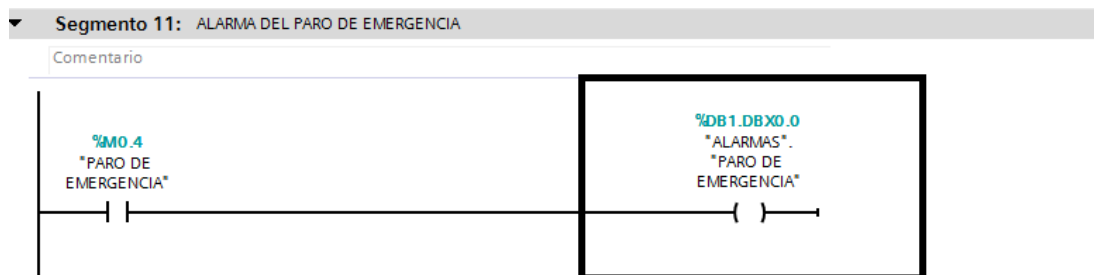 Segmento 11: ALARMA DEL PARO DE EMERGENCIA
Comentario
%M0.4
"PARO DE
EMERGENCIA"
%DB1.DBX0.0
"ALARMAS".
"PARO DE
EMERGENCIA"